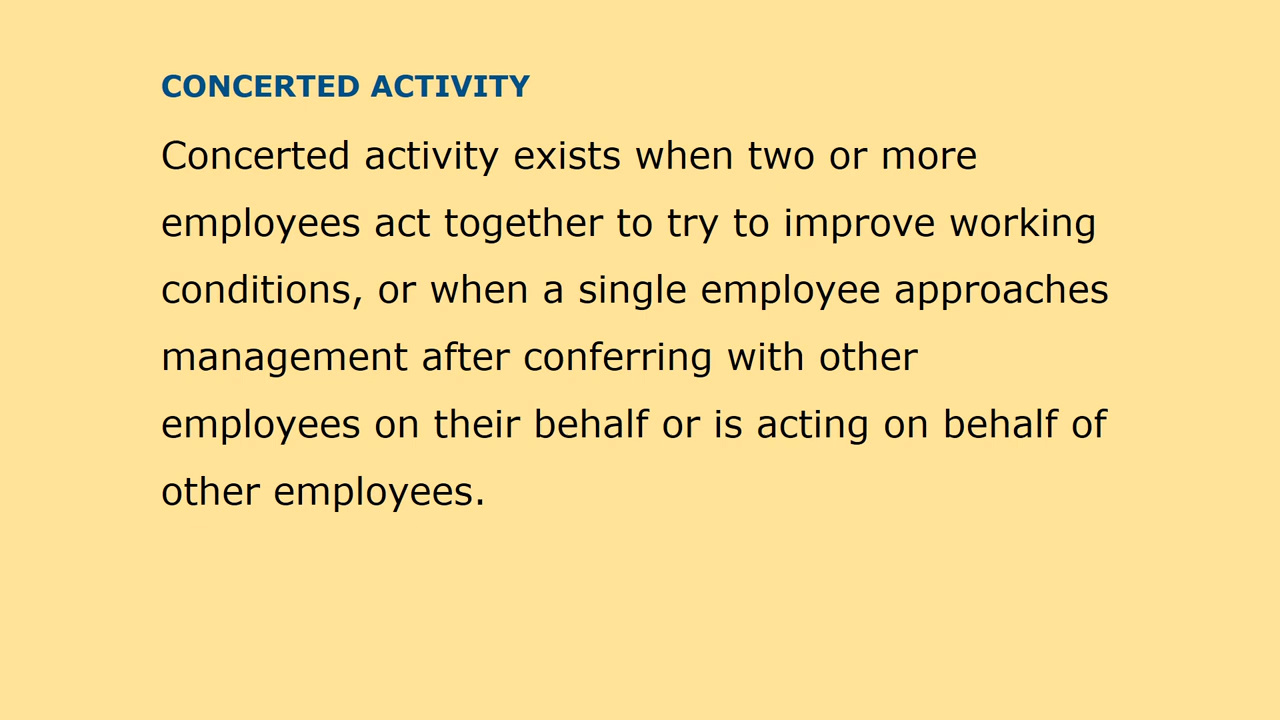 CONCERTED ACTIVITY
Concerted activity exists when two or more
employees act together to try to improve working
conditions, or when a single employee approaches
management after conferring with other
employees on their behalf or is acting on behalf of
other employees.